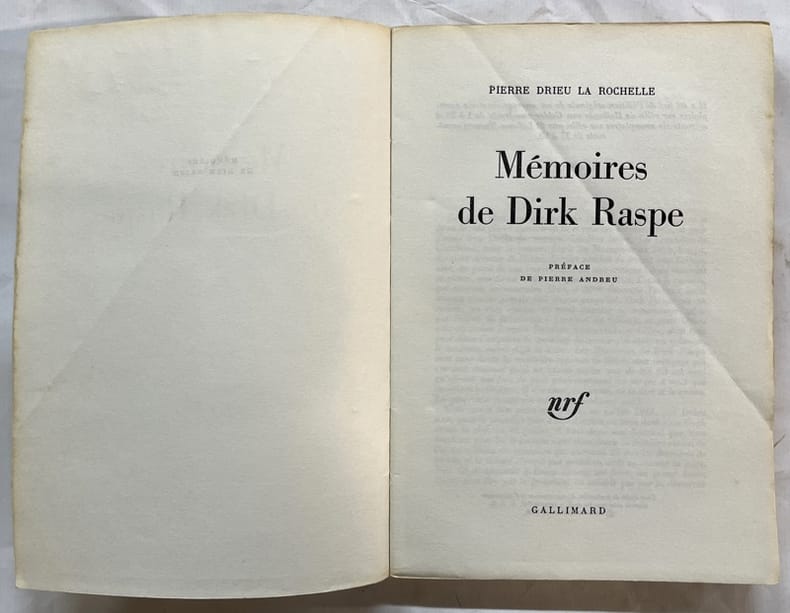 PIERRE DRIEU LA ROCHELLE
Mémoires
de Dirk Raspe
PRÉFACE
DE PIERRE ANDREU
nrf
GALLIMARD